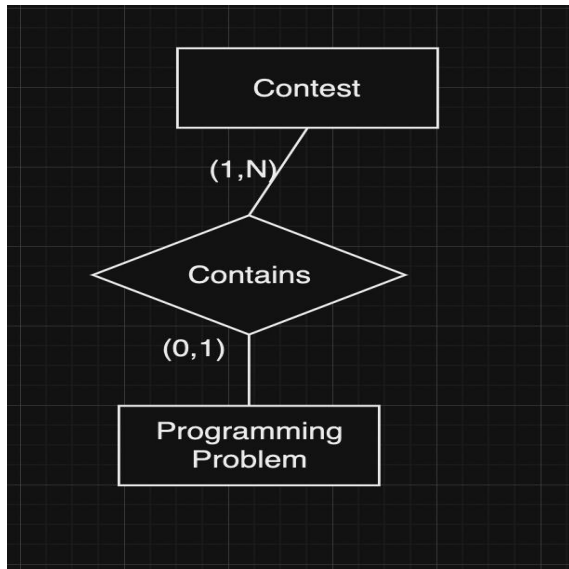 Contest
(1,N)
Contains
(0,1)
Programming
Problem